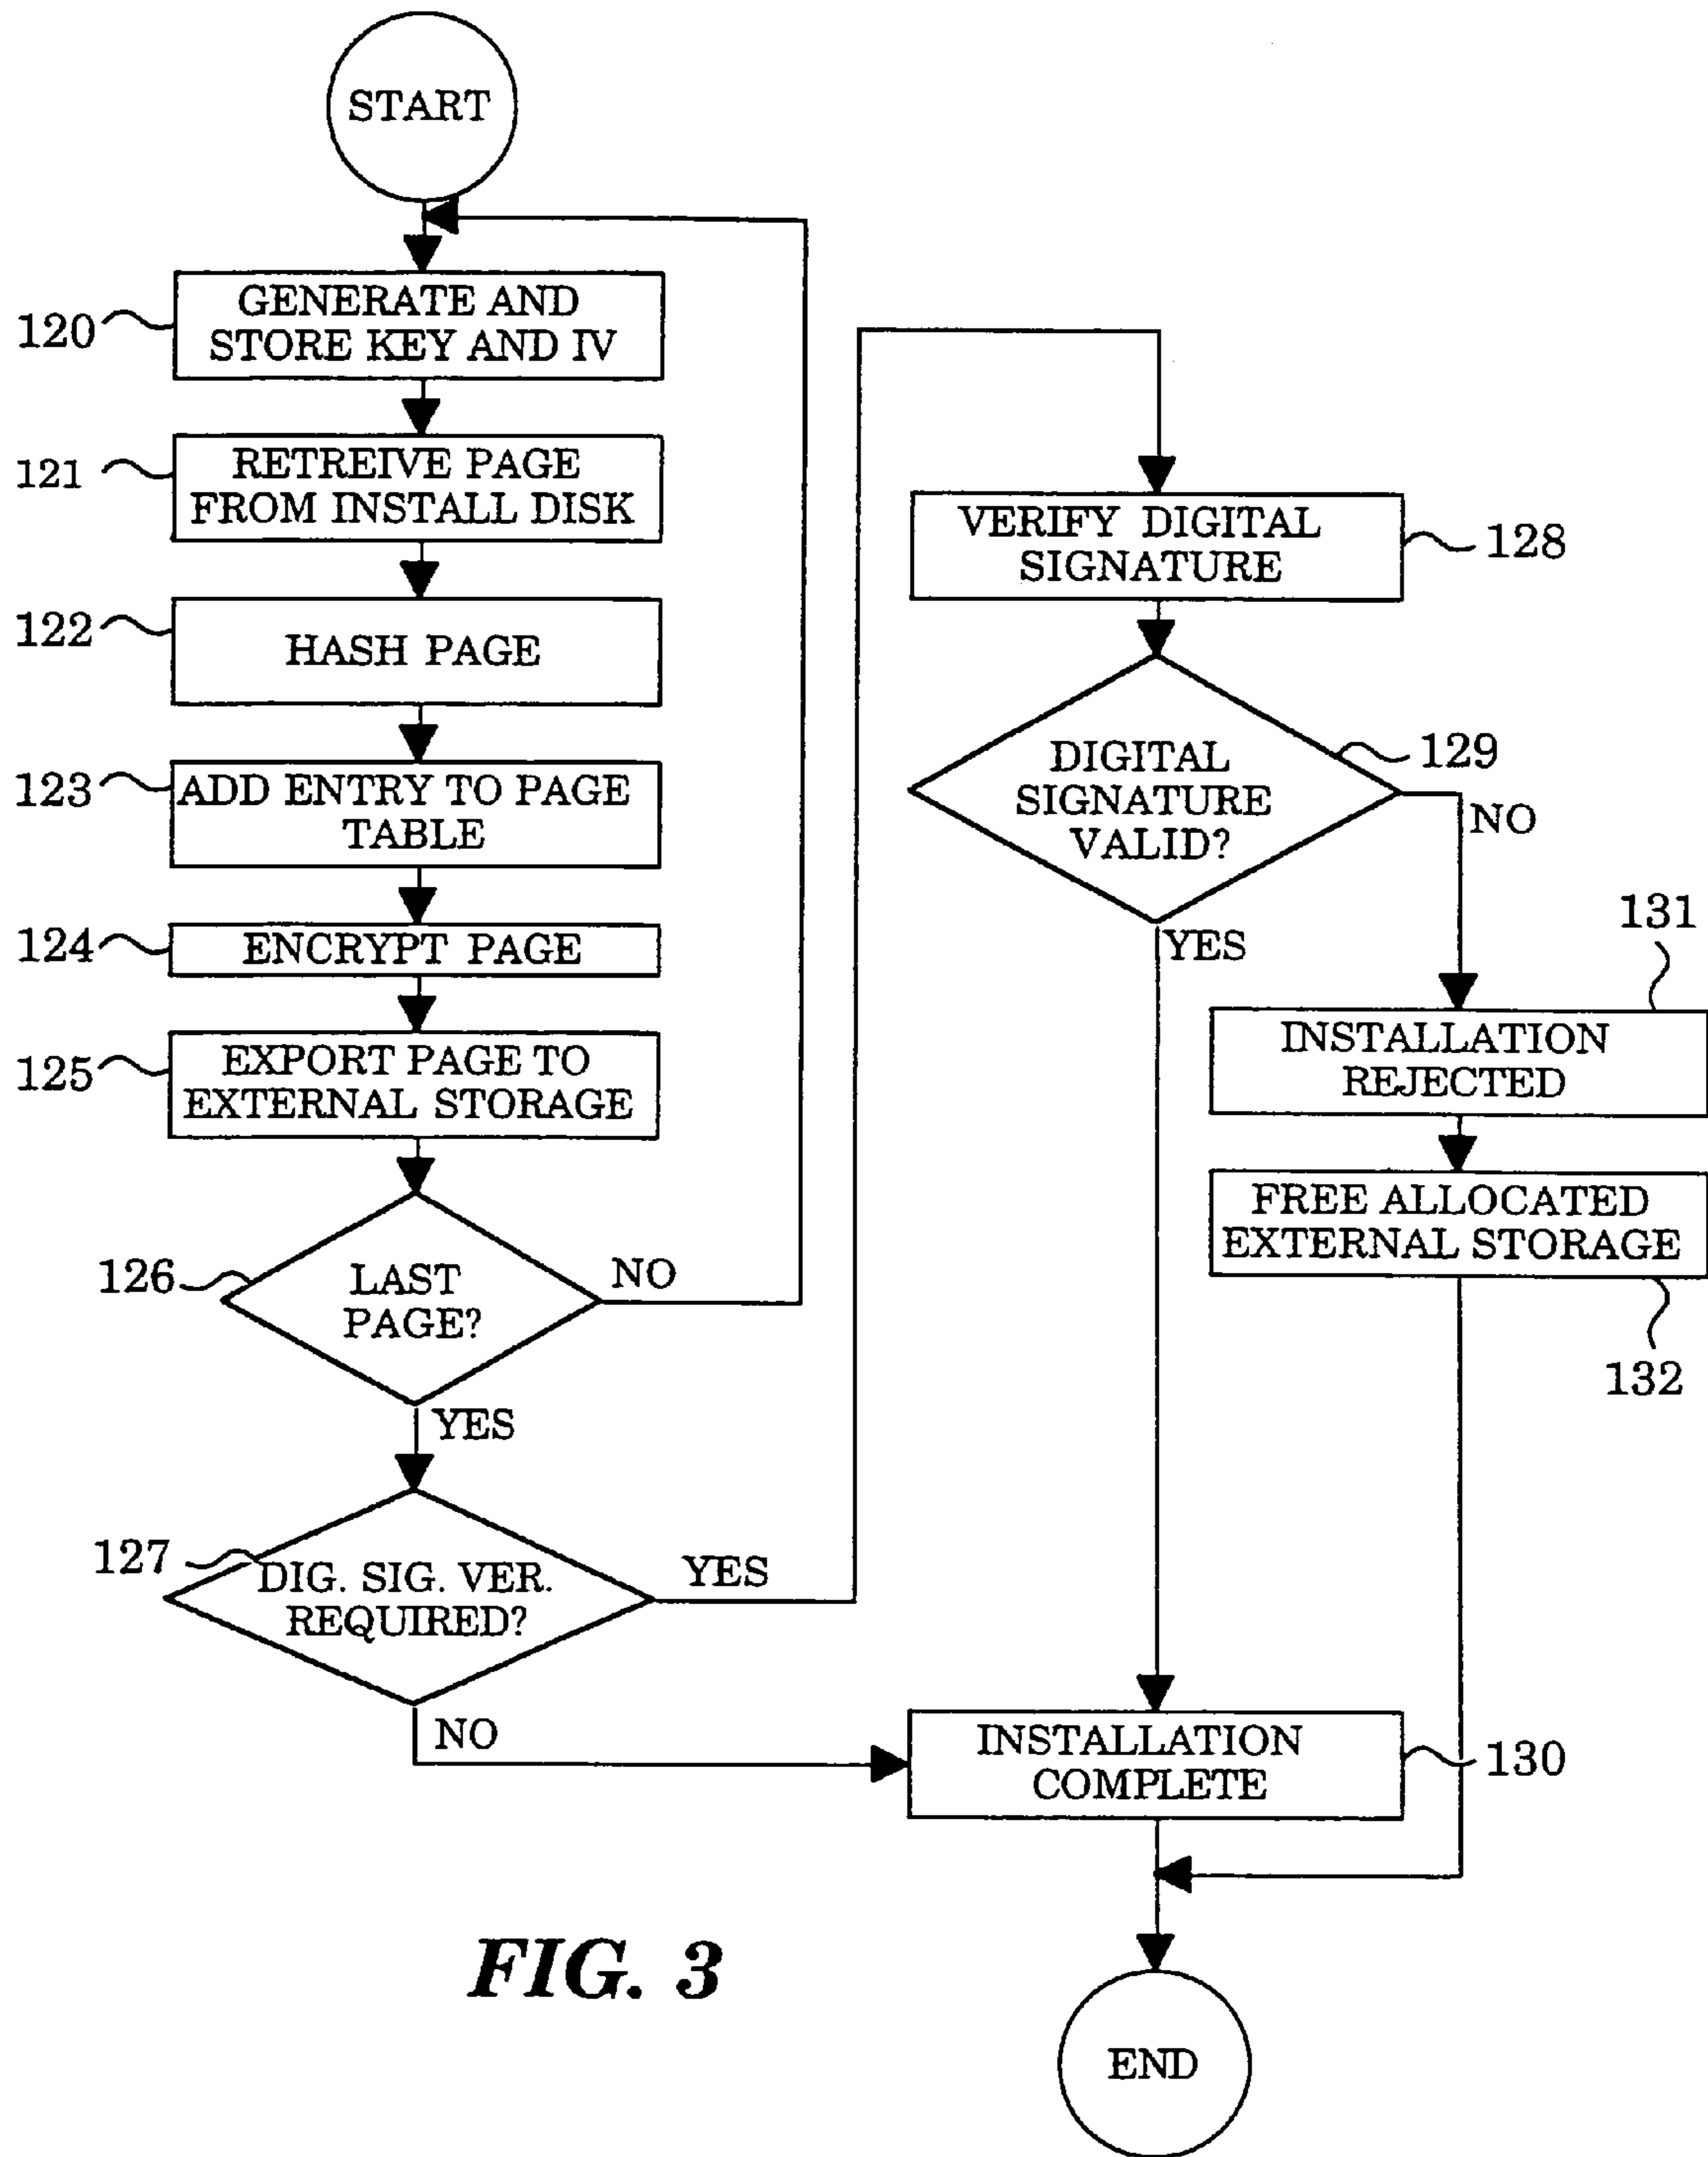 START
120
GENERATE AND
STORE KEY AND IV
121
RETREIVE PAGE
FROM INSTALL DISK
122
HASH PAGE
123
ADD ENTRY TO PAGE
TABLE
124
ENCRYPT PAGE
125
EXPORT PAGE TO
EXTERNAL STORAGE
126
LAST
PAGE?
NO
YES
127
DIG. SIG. VER.
REQUIRED?
YES
NO
VERIFY DIGITAL
SIGNATURE
128
DIGITAL
SIGNATURE
VALID?
129
NO
YES
131
INSTALLATION
REJECTED
FREE ALLOCATED
EXTERNAL STORAGE
132
INSTALLATION
COMPLETE
130
END
FIG. 3